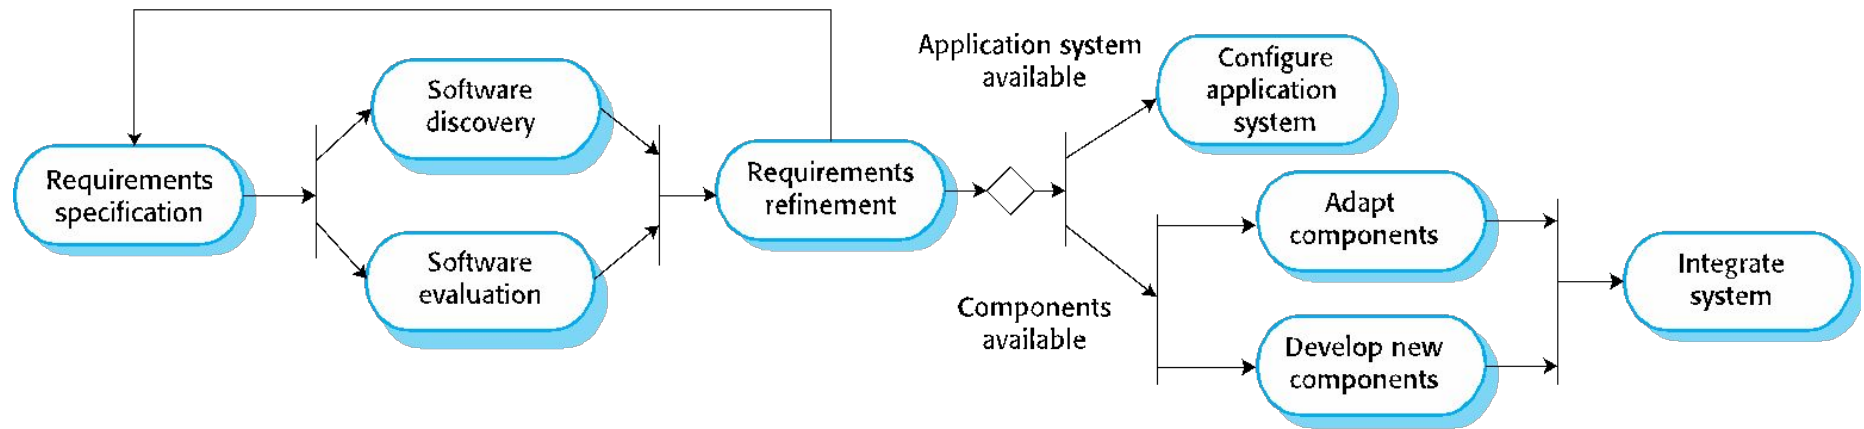 Requirements
specification
Software
discovery
Software
evaluation
Requirements
refinement
Application system
available
Configure
application
system
Components
available
Adapt
components
Develop new
components
Integrate
system